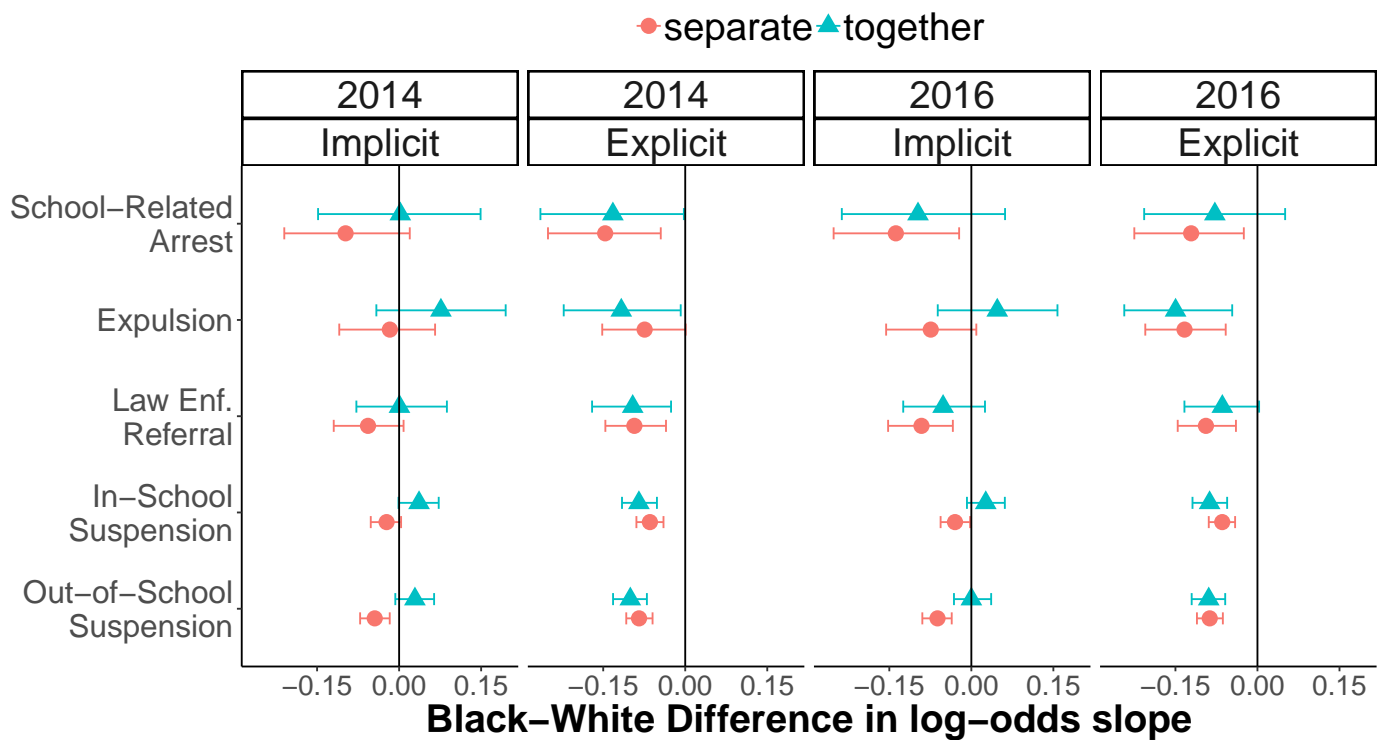 separate together
2014 2014 2016 2016
Implicit Explicit Implicit Explicit
School−Related
Arrest
Expulsion
Law Enf.
Referral
In−School
Suspension
Out−of−School
Suspension
−0.15 0.00 0.15 −0.15 0.00 0.15 −0.15 0.00 0.15 −0.15 0.00 0.15
Black−White Difference in log−odds slope